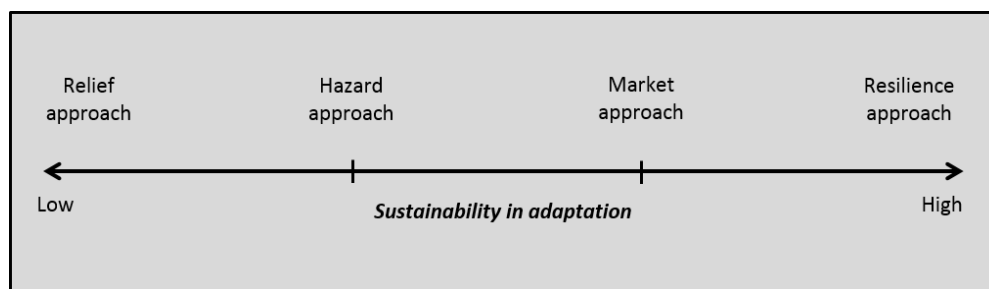 Relief
approach
Hazard
approach
Market
approach
Resilience
approach
Low
Sustainability in adaptation
High